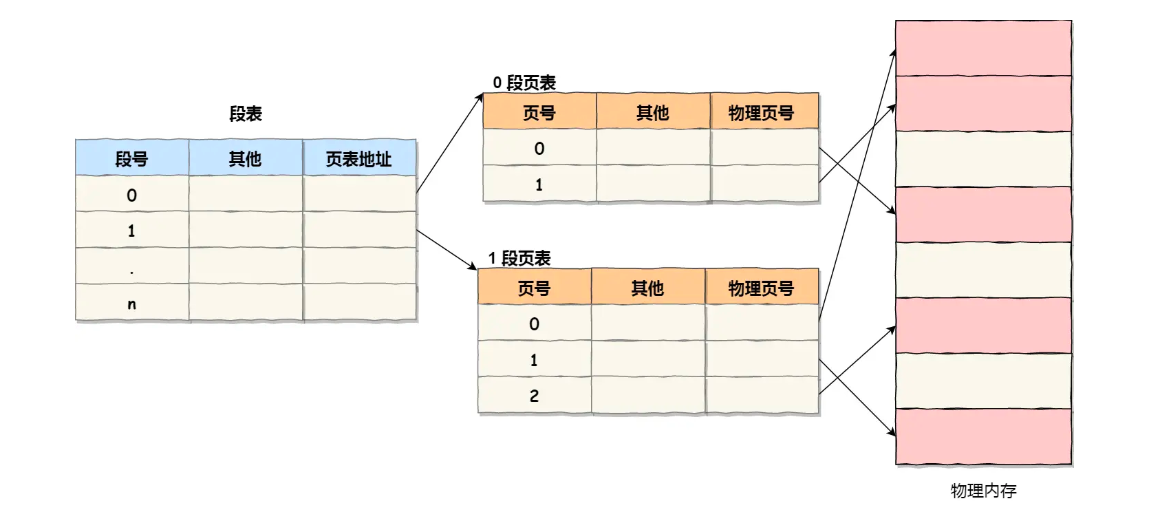 段表
段号 其他 页表地址
0
1
.
n
0 段页表
页号 其他 物理页号
0
1
1 段页表
页号 其他 物理页号
0
1
2
物理内存